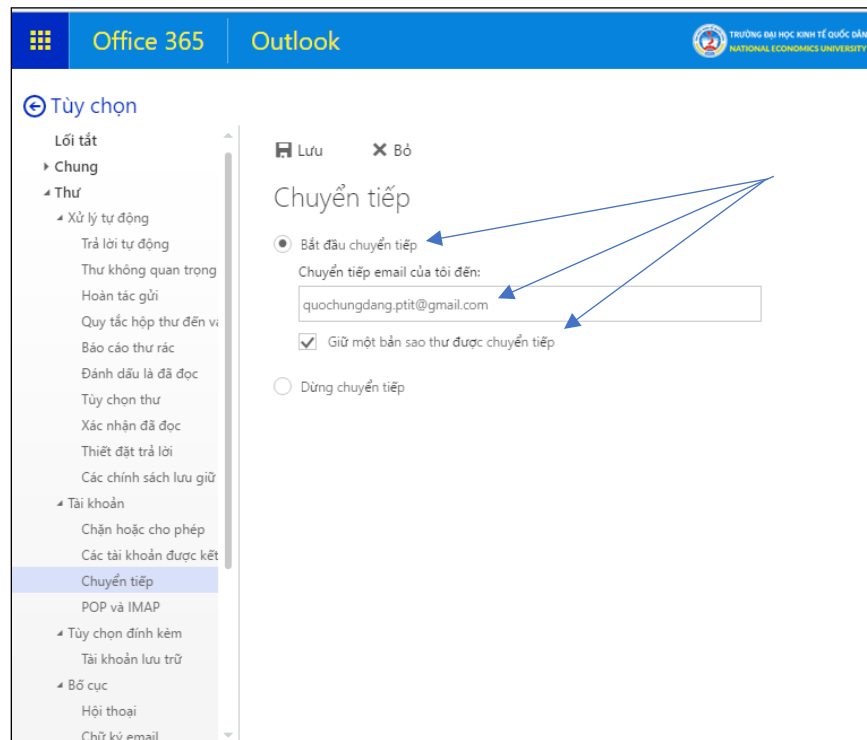 Office 365
Outlook
TRƯỜNG ĐẠI HỌC KINH TẾ QUỐC DÂN
NATIONAL ECONOMICS UNIVERSITY
Tùy chọn
Lối tắt
Chung
Thư
Xử lý tự động
Trả lời tự động
Thư không quan trọng
Hoàn tác gửi
Quy tắc hộp thư đến và
Báo cáo thư rác
Đánh dấu là đã đọc
Tùy chọn thư
Xác nhận đã đọc
Thiết đặt trả lời
Các chính sách lưu giữ
Tài khoản
Chặn hoặc cho phép
Các tài khoản được kết
Chuyển tiếp
POP và IMAP
Tùy chọn đính kèm
Tài khoản lưu trữ
Bố cục
Hội thoại
Chữ ký email
Lưu
Bỏ
Chuyển tiếp
Bắt đầu chuyển tiếp
Chuyển tiếp email của tôi đến:
quochungdang.ptit@gmail.com
Giữ một bản sao thư được chuyển tiếp
Dừng chuyển tiếp